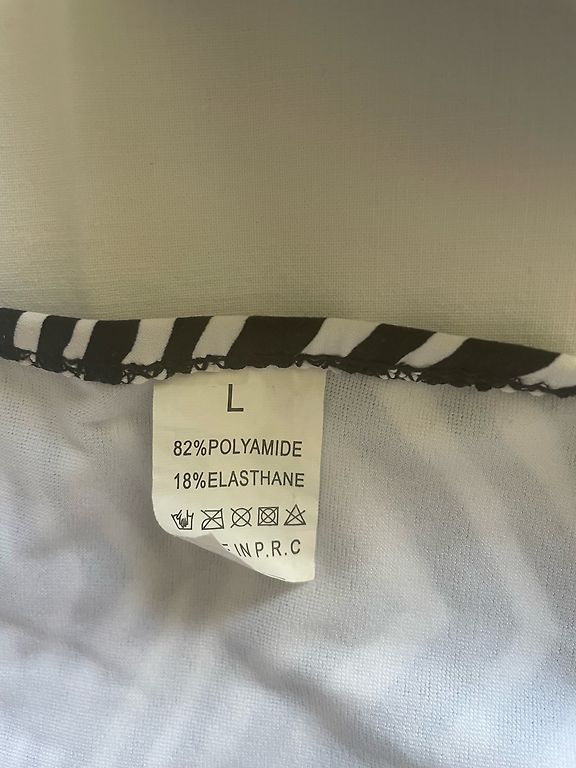 L
82%POLYAMIDE
18%ELASTHANE
IN P.R.C